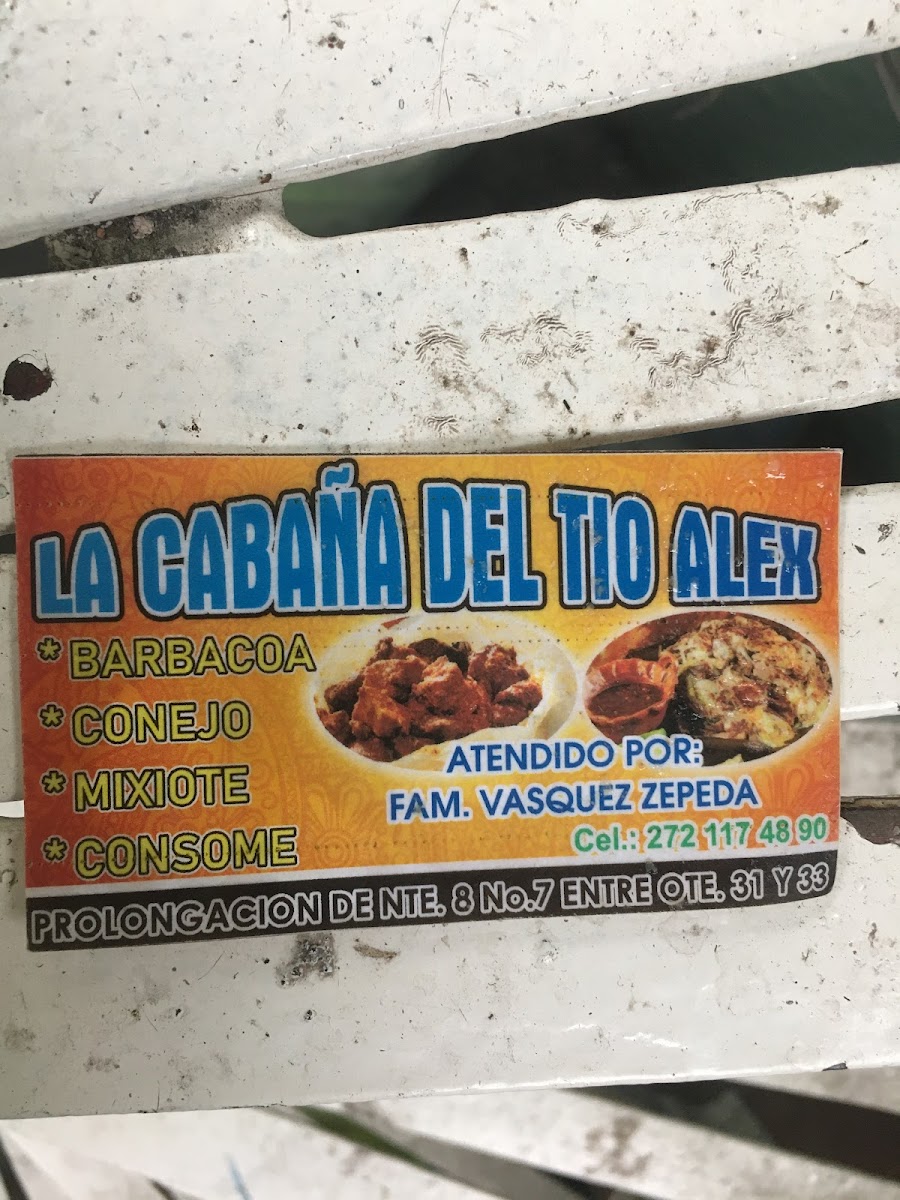 LA CABAÑA DEL TIO ALEX
* BARBACOA
* CONEJO
* MIXIOTE
* CONSOME
ATENDIDO POR:
FAM. VASQUEZ ZEPEDA
Cel.: 272 117 48 90
PROLONGACION DE NTE. 8 No.7 ENTRE OTE. 31 Y 33